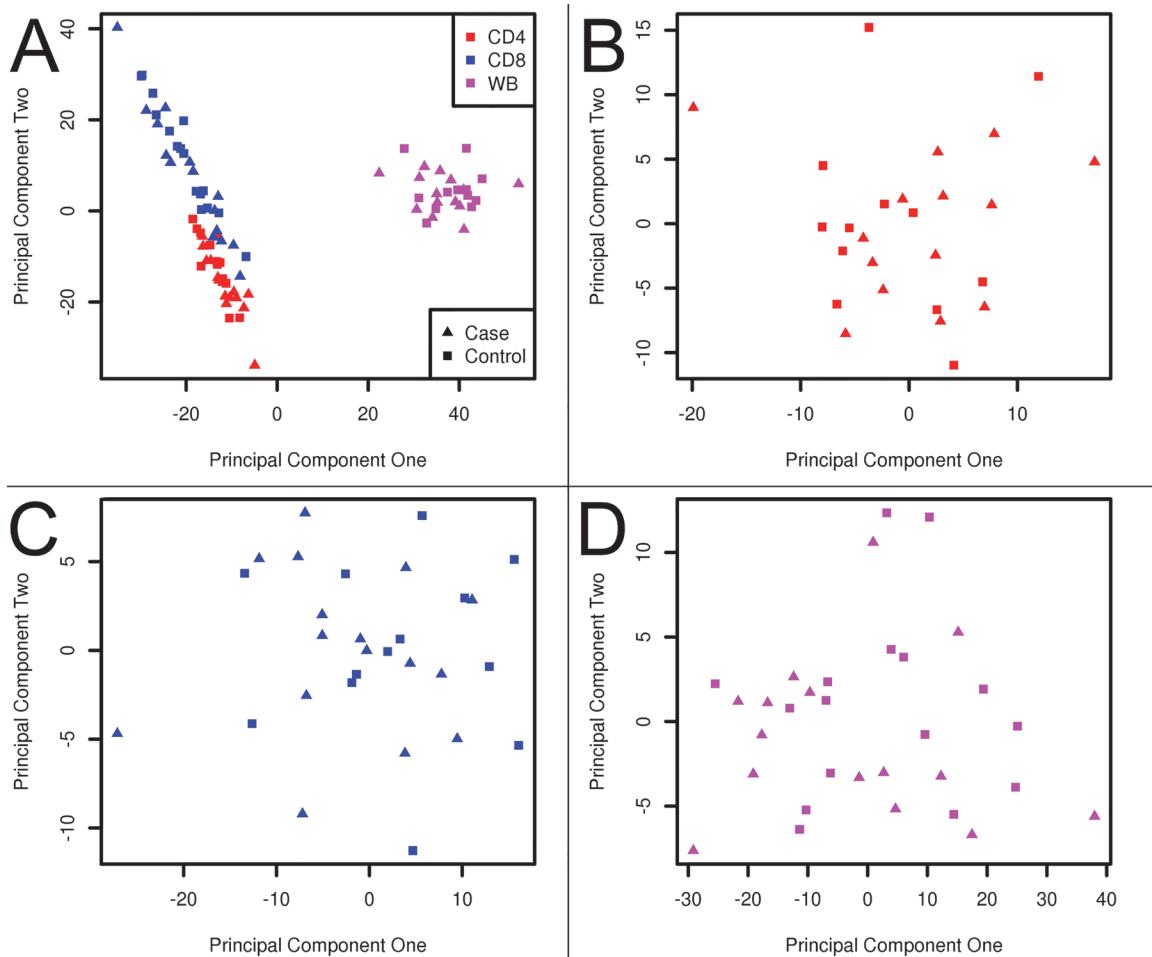 A
Principal Component Two
40
20
0
-20
CD4
CD8
WB
Case
Control
-20 0 20 40
Principal Component One
B
Principal Component Two
15
10
5
0
-5
-10
-20 -10 0 10
Principal Component One
C
Principal Component Two
5
0
-5
-10
-20 -10 0 10
Principal Component One
D
Principal Component Two
10
5
0
-5
-30 -20 -10 0 10 20 30 40
Principal Component One